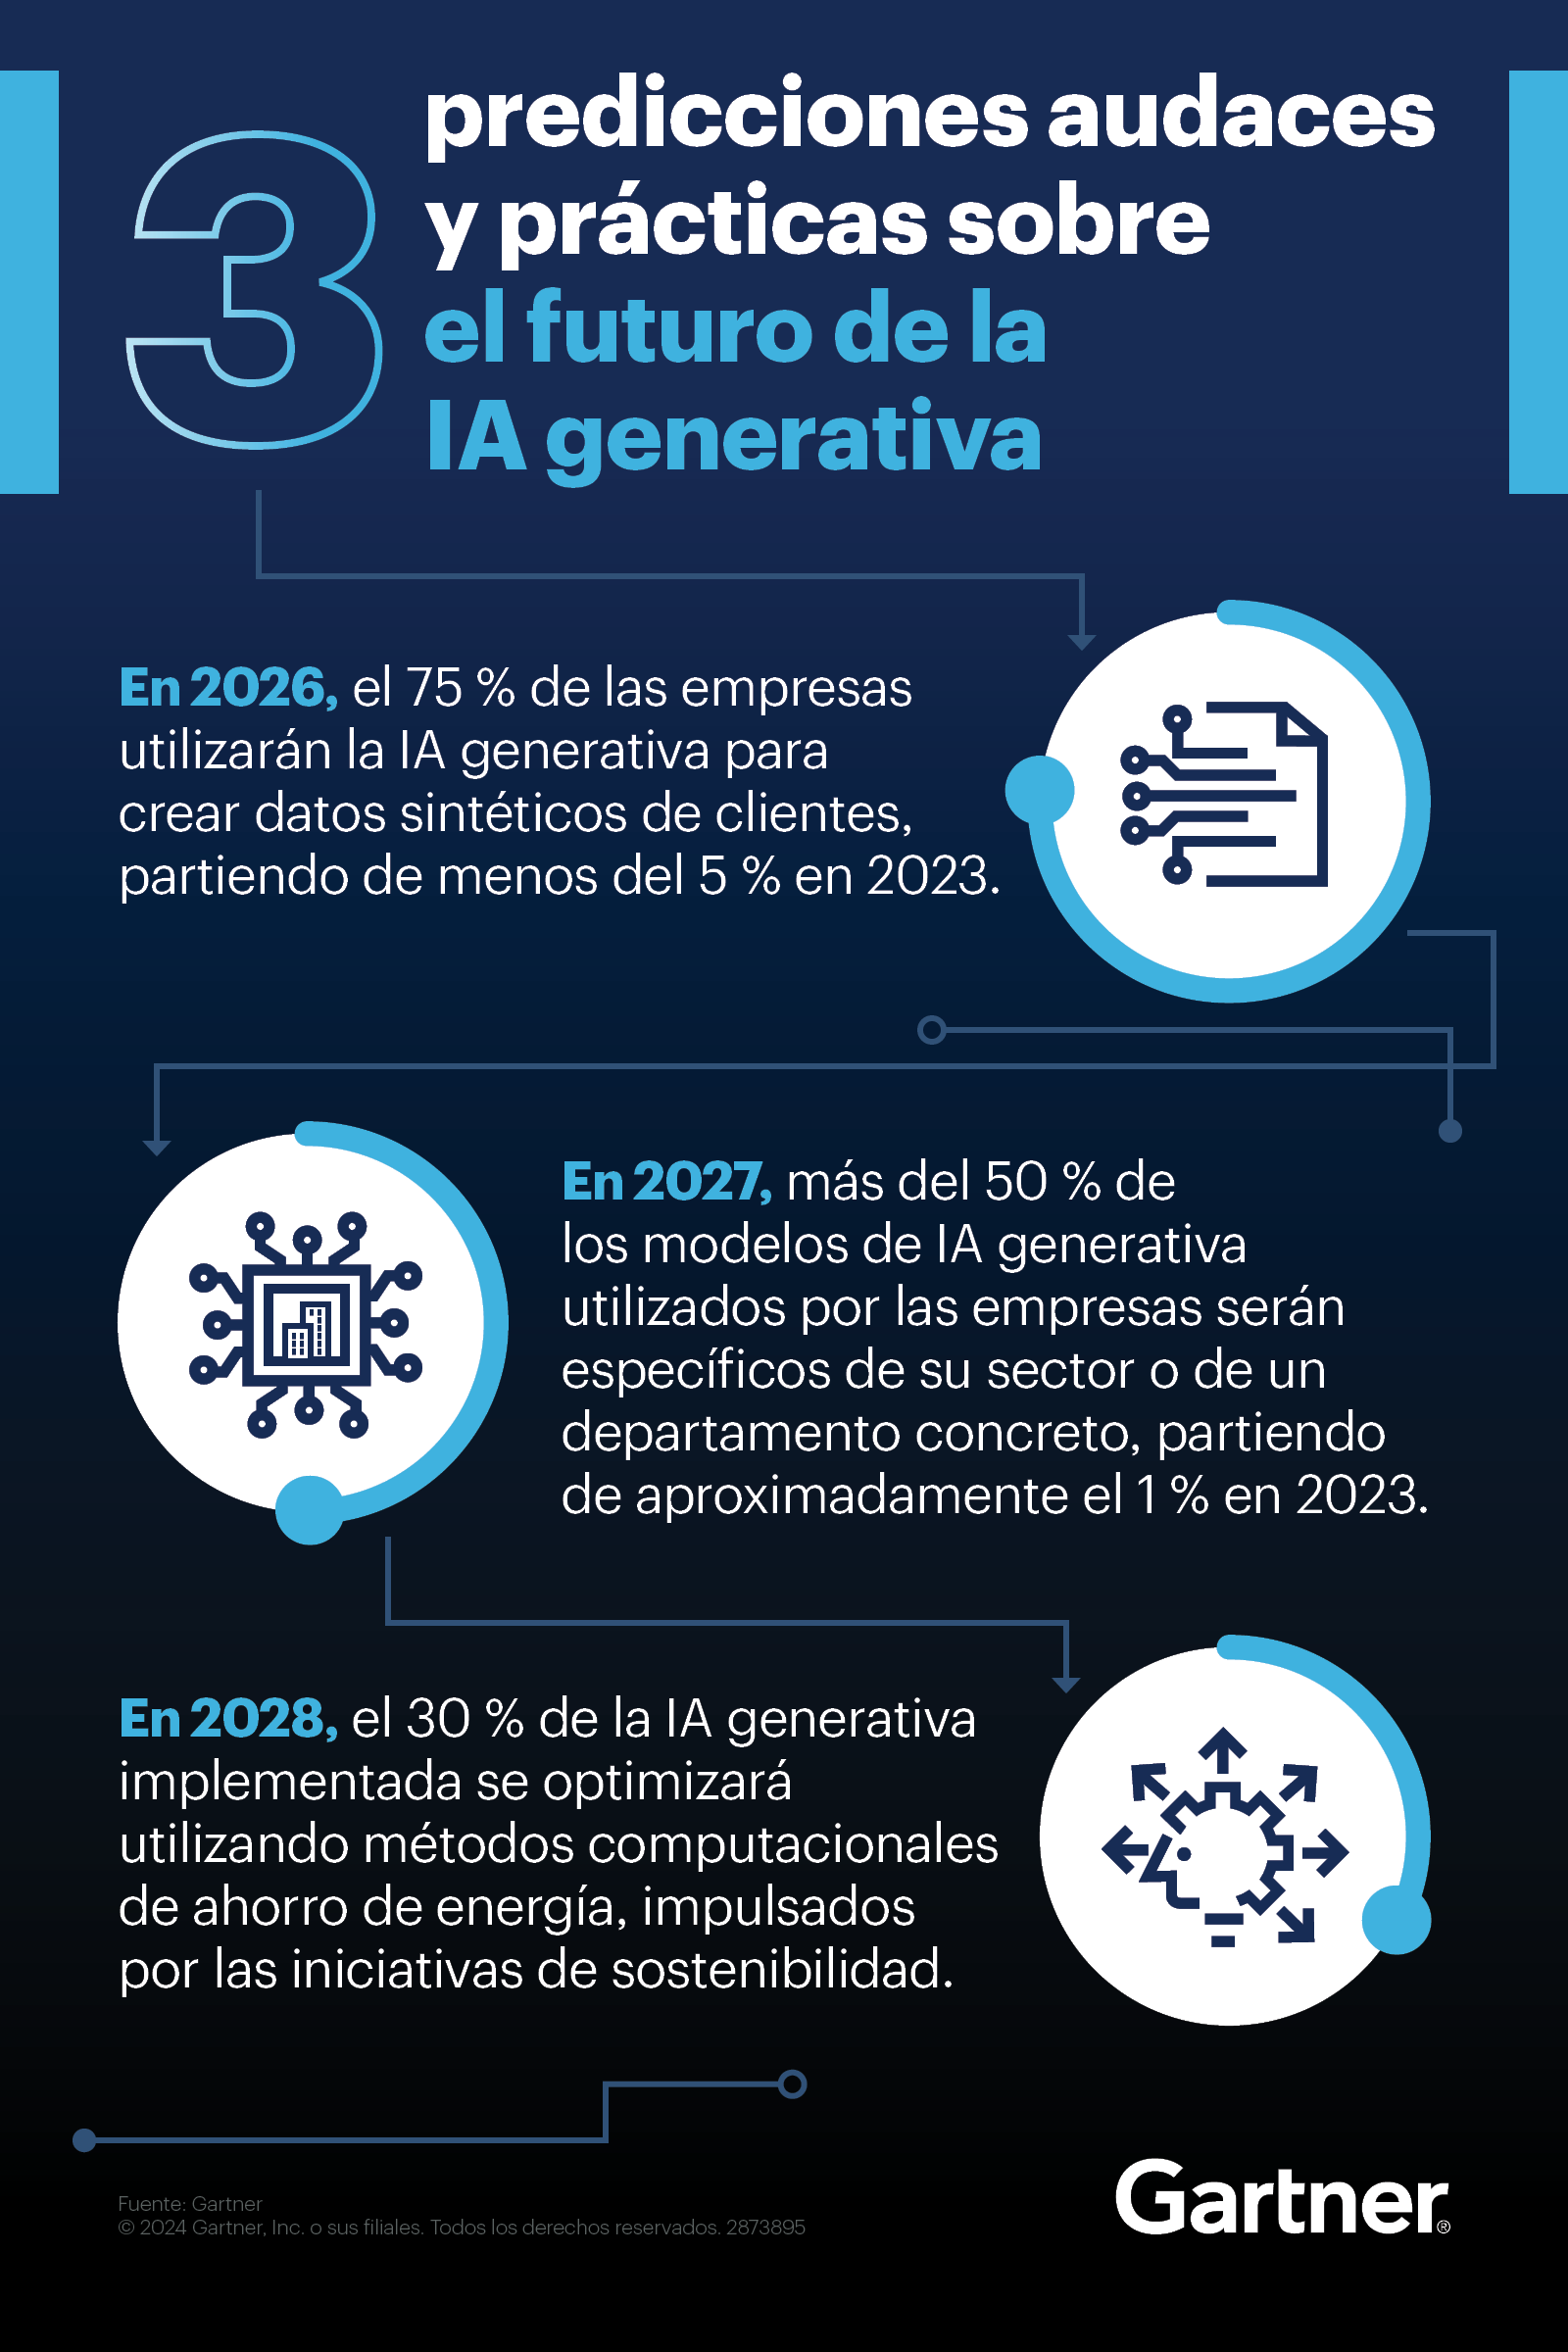 3
predicciones audaces
y prácticas sobre
el futuro de la
IA generativa
En 2026, el 75 % de las empresas
utilizarán la IA generativa para
crear datos sintéticos de clientes,
partiendo de menos del 5 % en 2023.
En 2027, más del 50 % de
los modelos de IA generativa
utilizados por las empresas serán
específicos de su sector o de un
departamento concreto, partiendo
de aproximadamente el 1 % en 2023.
En 2028, el 30 % de la IA generativa
implementada se optimizará
utilizando métodos computacionales
de ahorro de energía, impulsados
por las iniciativas de sostenibilidad.
Fuente: Gartner
© 2024 Gartner, Inc. o sus filiales. Todos los derechos reservados. 2873895
Gartner®